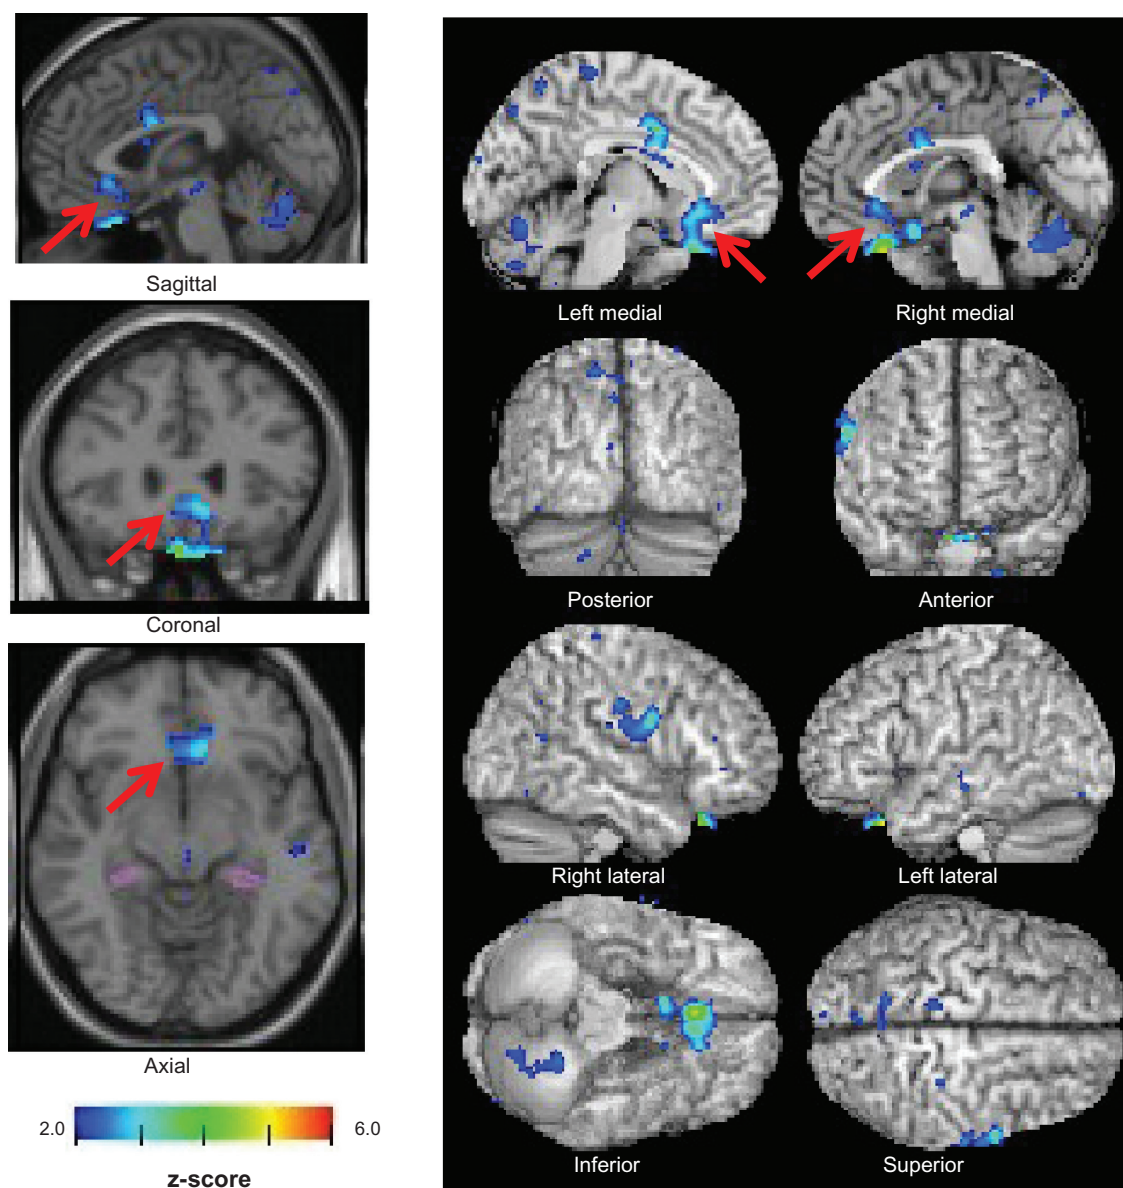 Sagittal
Coronal
Axial
2.0 6.0
z-score
Left medial Right medial
Posterior Anterior
Right lateral Left lateral
Inferior Superior